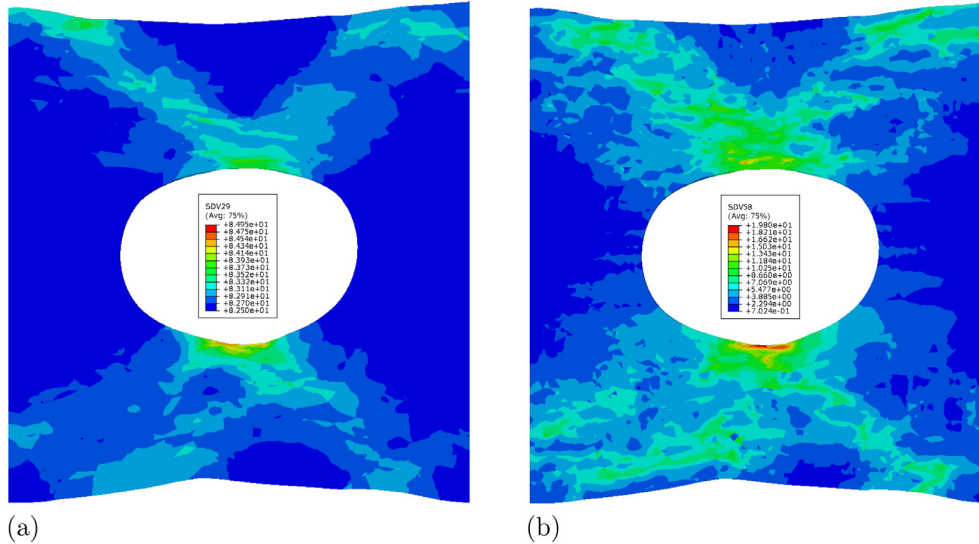 SDV29
(Avg: 75%)
+8.495e+01
+8.475e+01
+8.454e+01
+8.434e+01
+8.414e+01
+8.393e+01
+8.373e+01
+8.352e+01
+8.332e+01
+8.311e+01
+8.291e+01
+8.270e+01
+8.250e+01
SDV58
(Avg: 75%)
+1.980e+01
+1.821e+01
+1.662e+01
+1.503e+01
+1.343e+01
+1.184e+01
+1.025e+01
+8.660e+00
+7.069e+00
+5.477e+00
+3.885e+00
+2.294e+00
+7.024e-01
(a)
(b)